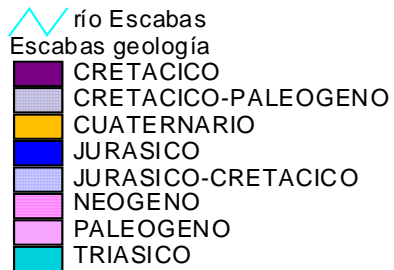 río Escabas
Escabas geología
CRETACICO
CRETACICO-PALEOGENO
CUATERNARIO
JURASICO
JURASICO-CRETACICO
NEOGENO
PALEOGENO
TRIASICO